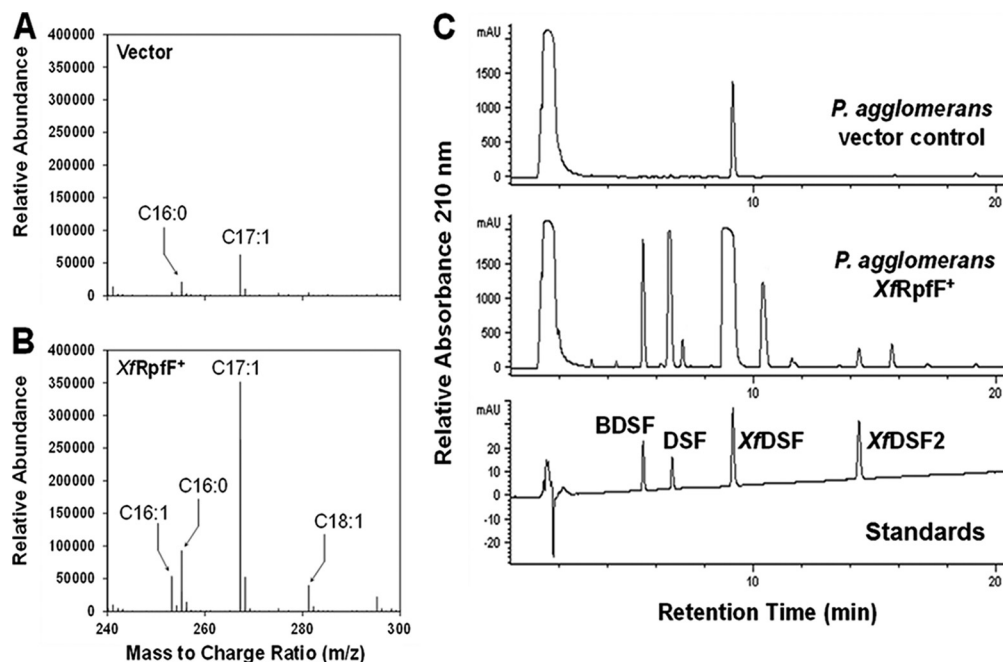 A
Vector
Relative Abundance
400000
350000
300000
250000
200000
150000
100000
50000
0
C16:0
C17:1
B
XfRpfF+
Relative Abundance
400000
350000
300000
250000
200000
150000
100000
50000
0
C17:1
C16:0
C16:1
C18:1
240
260
280
300
Mass to Charge Ratio (m/z)
C
Relative Absorbance 210 nm
mAU
1500
1000
500
0
P. agglomerans
vector control
10
20
mAU
1500
1000
500
0
P. agglomerans
XfRpfF+
10
20
mAU
20
10
0
-10
-20
BDSF
DSF
XfDSF
XfDSF2
Standards
10
20
Retention Time (min)